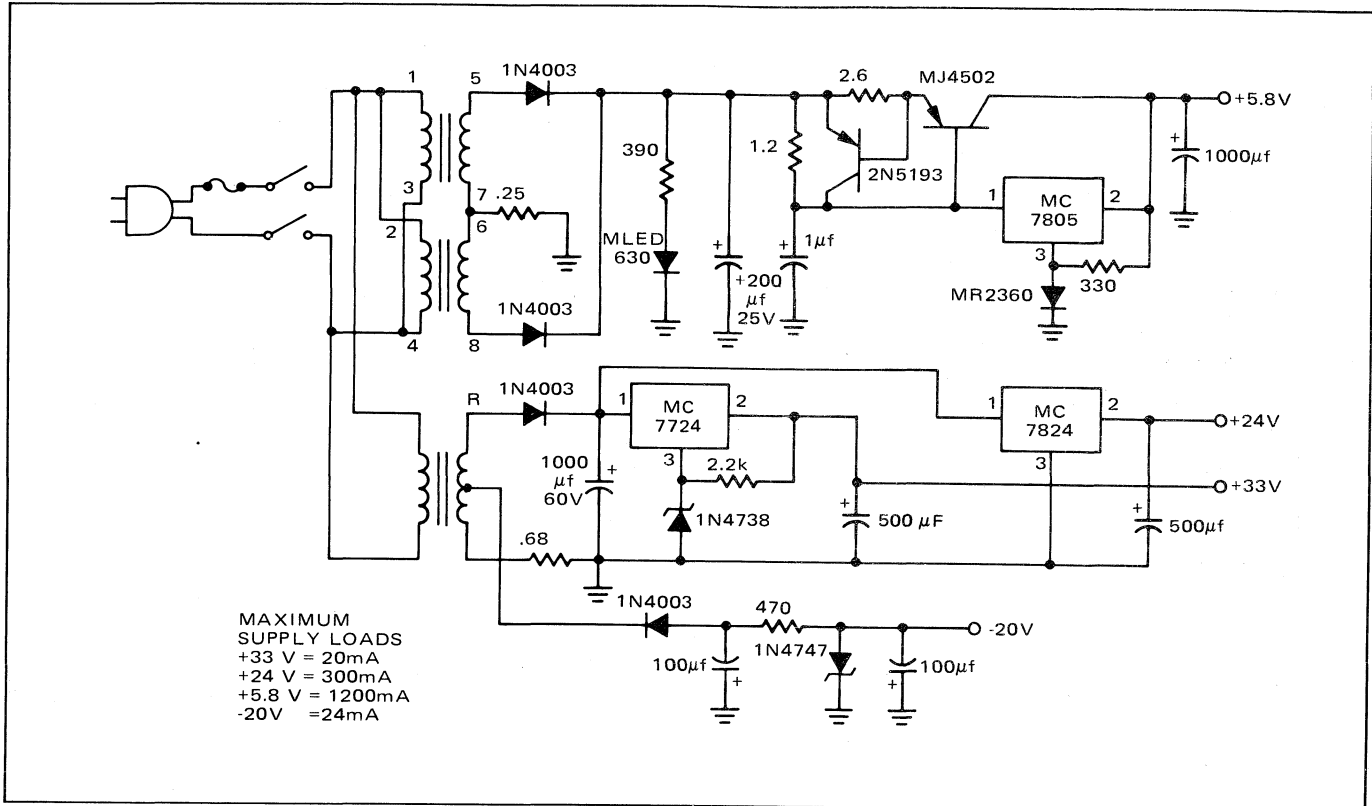 1N4003
1
5
3
2
7
.25
6
4
8
1N4003
390
MLED
630
+200
µf
25V
1.2
1µf
2.6
2N5193
MJ4502
1
MC
7805
2
3
330
MR2360
+5.8V
+
1000µf
+
+
R
1N4003
1
MC
7724
2
3
2.2k
1000
µf
60V
+
1N4738
.68
500 µF
+
1
MC
7824
2
3
+24V
+33V
+
500µf
1N4003
470
-20V
100µf
+
1N4747
100µf
+
MAXIMUM
SUPPLY LOADS
+33 V = 20mA
+24 V = 300mA
+5.8 V = 1200mA
-20V =24mA